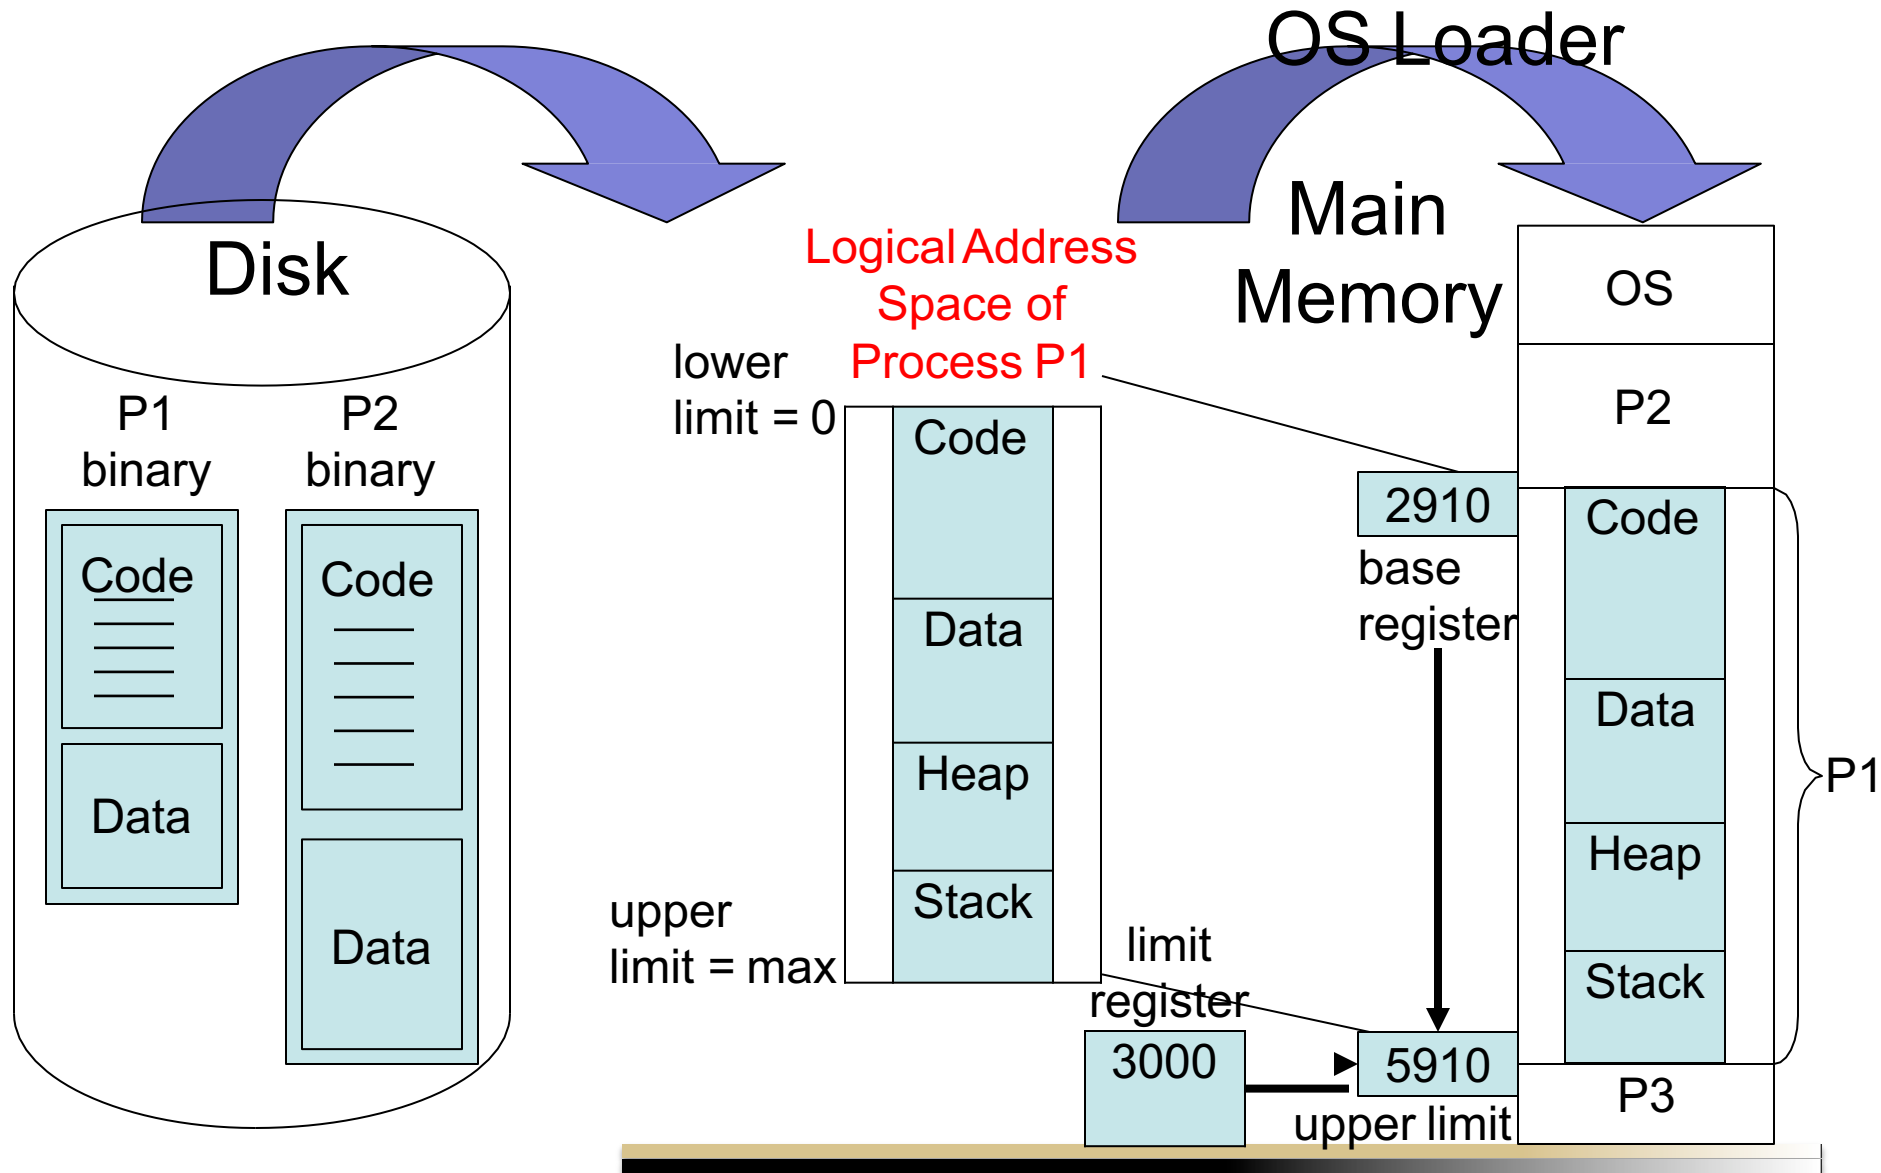 OS Loader
Disk
P1
binary
P2
binary
Code
Data
Code
Data
Logical Address
Space of
Process P1
lower
limit = 0
Code
Data
Heap
Stack
upper
limit = max
Main
Memory
OS
P2
2910
base
register
Code
Data
Heap
Stack
P1
limit
register
3000
5910
upper limit
P3